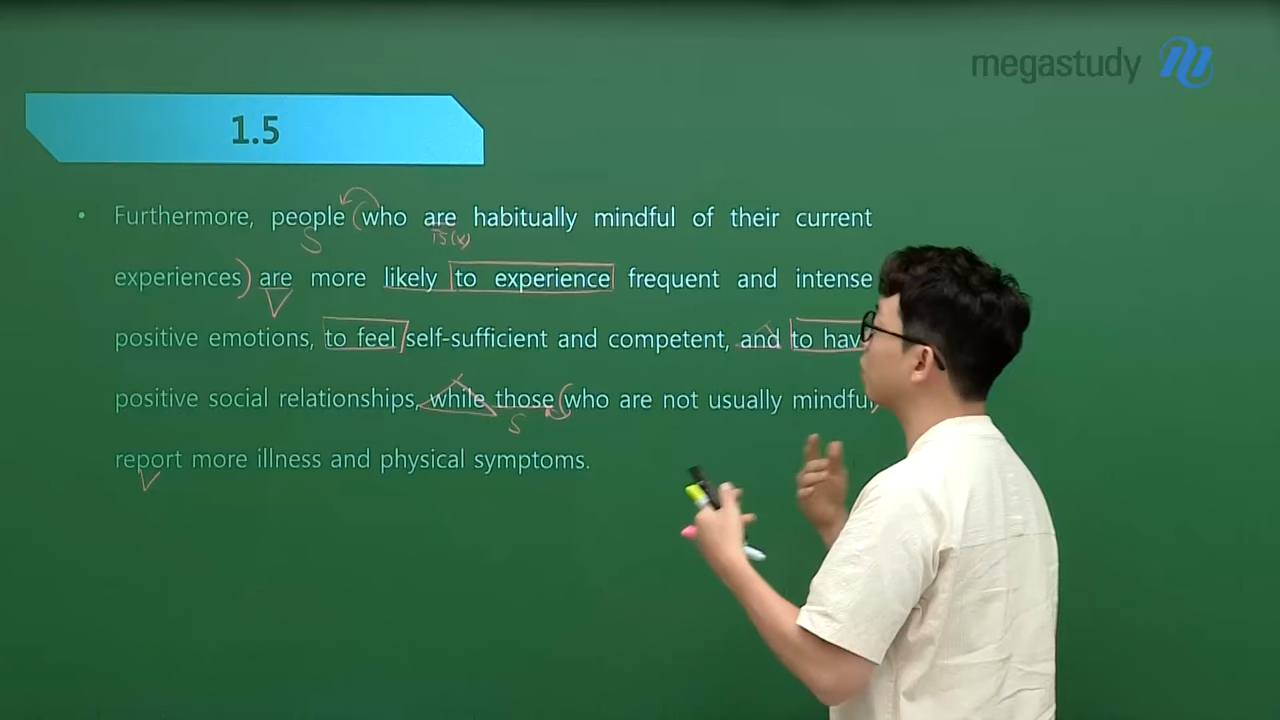 megastudy
1.5
• Furthermore, people (who are habitually mindful of their current
S
is(x)
experiences) are more likely to experience frequent and intense
V
positive emotions, to feel self-sufficient and competent, and to hav
positive social relationships, while those (who are not usually mindful)
S
report more illness and physical symptoms.
V